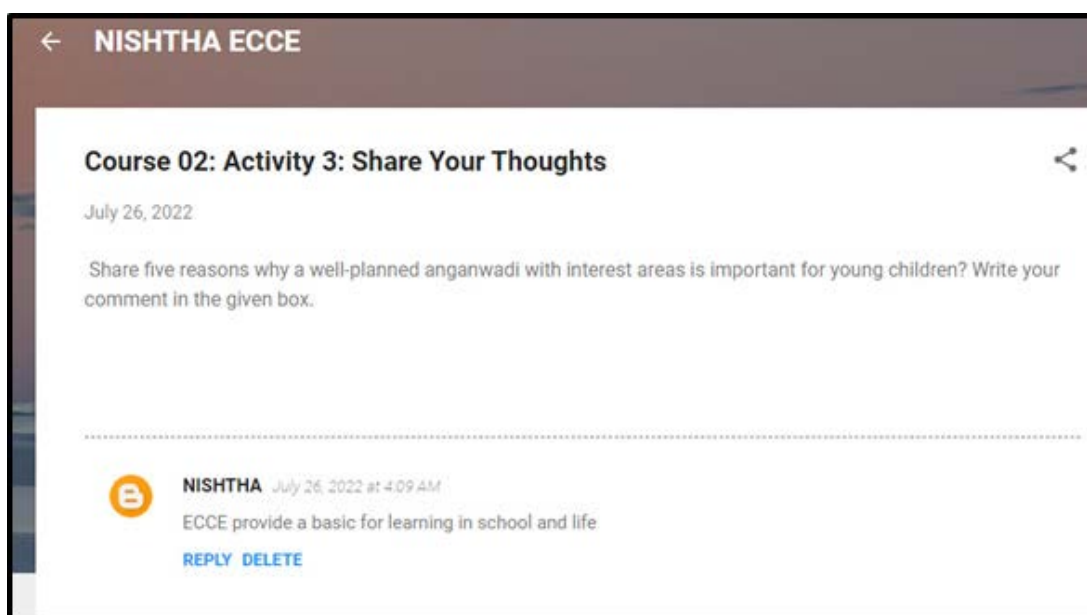 NISHTHA ECCE
Course 02: Activity 3: Share Your Thoughts
July 26, 2022
Share five reasons why a well-planned anganwadi with interest areas is important for young children? Write your
comment in the given box.
NISHTHA July 26, 2022 at 4:09 AM
ECCE provide a basic for learning in school and life
REPLY DELETE